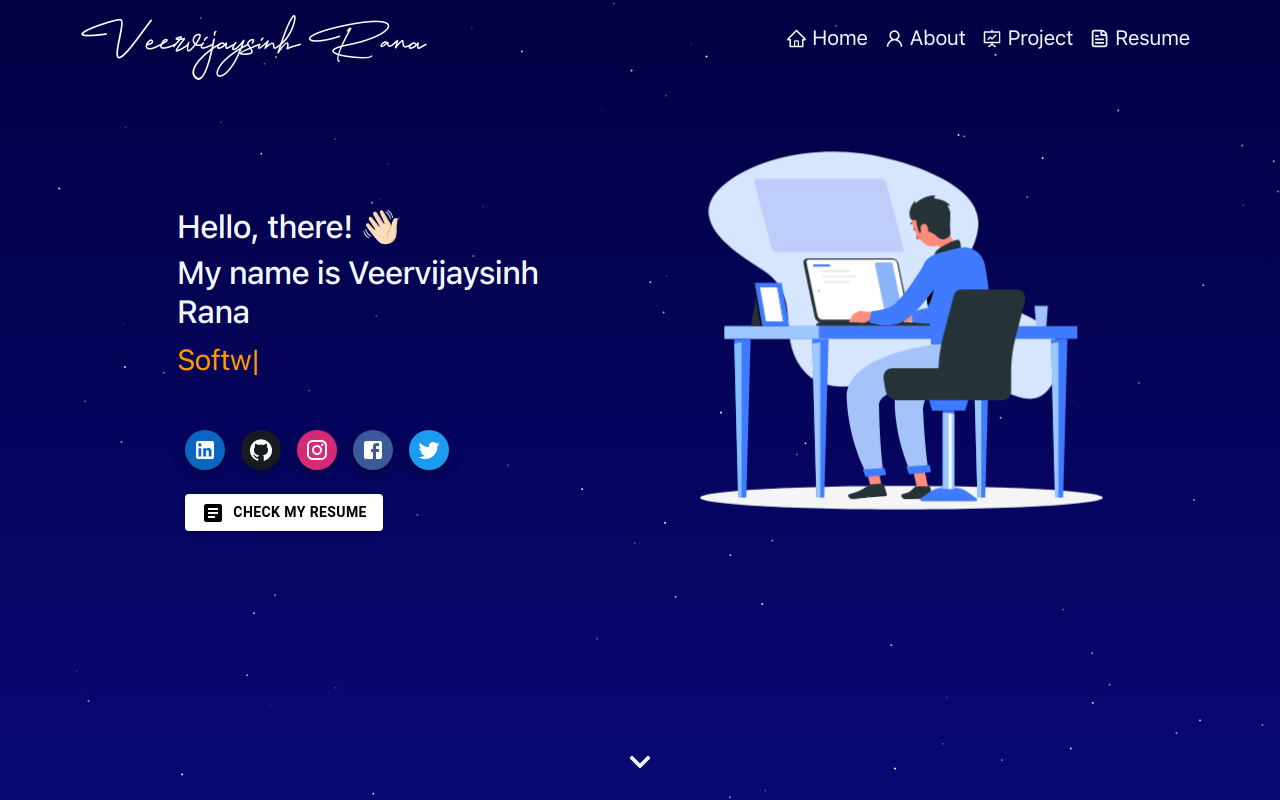 Veervijaysinh Rana
Home
About
Project
Resume
Hello, there! 👋🏻
My name is Veervijaysinh
Rana
Softw|
CHECK MY RESUME